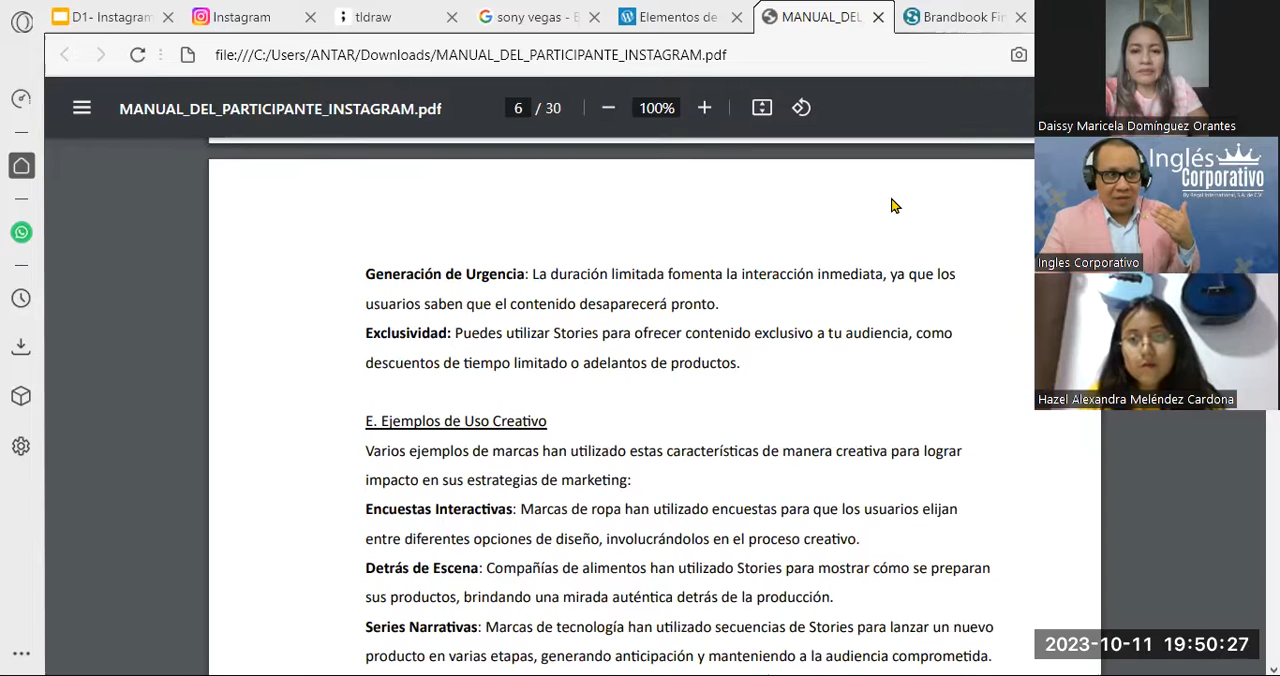 D1- Instagram
Instagram
tldraw
sony vegas - B
Elementos de
MANUAL_DEL_
Brandbook Fi
file:///C:/Users/ANTAR/Downloads/MANUAL_DEL_PARTICIPANTE_INSTAGRAM.pdf
MANUAL_DEL_PARTICIPANTE_INSTAGRAM.pdf
6 / 30
100%
Generación de Urgencia: La duración limitada fomenta la interacción inmediata, ya que los
usuarios saben que el contenido desaparecerá pronto.
Exclusividad: Puedes utilizar Stories para ofrecer contenido exclusivo a tu audiencia, como
descuentos de tiempo limitado o adelantos de productos.
E. Ejemplos de Uso Creativo
Varios ejemplos de marcas han utilizado estas características de manera creativa para lograr
impacto en sus estrategias de marketing:
Encuestas Interactivas: Marcas de ropa han utilizado encuestas para que los usuarios elijan
entre diferentes opciones de diseño, involucrándolos en el proceso creativo.
Detrás de Escena: Compañías de alimentos han utilizado Stories para mostrar cómo se preparan
sus productos, brindando una mirada auténtica detrás de la producción.
Series Narrativas: Marcas de tecnología han utilizado secuencias de Stories para lanzar un nuevo
producto en varias etapas, generando anticipación y manteniendo a la audiencia comprometida.
Daissy Maricela Domínguez Orantes
Inglés
Corporativo
By Regal International, S.A. de C.V.
Ingles Corporativo
Hazel Alexandra Meléndez Cardona
2023-10-11 19:50:27